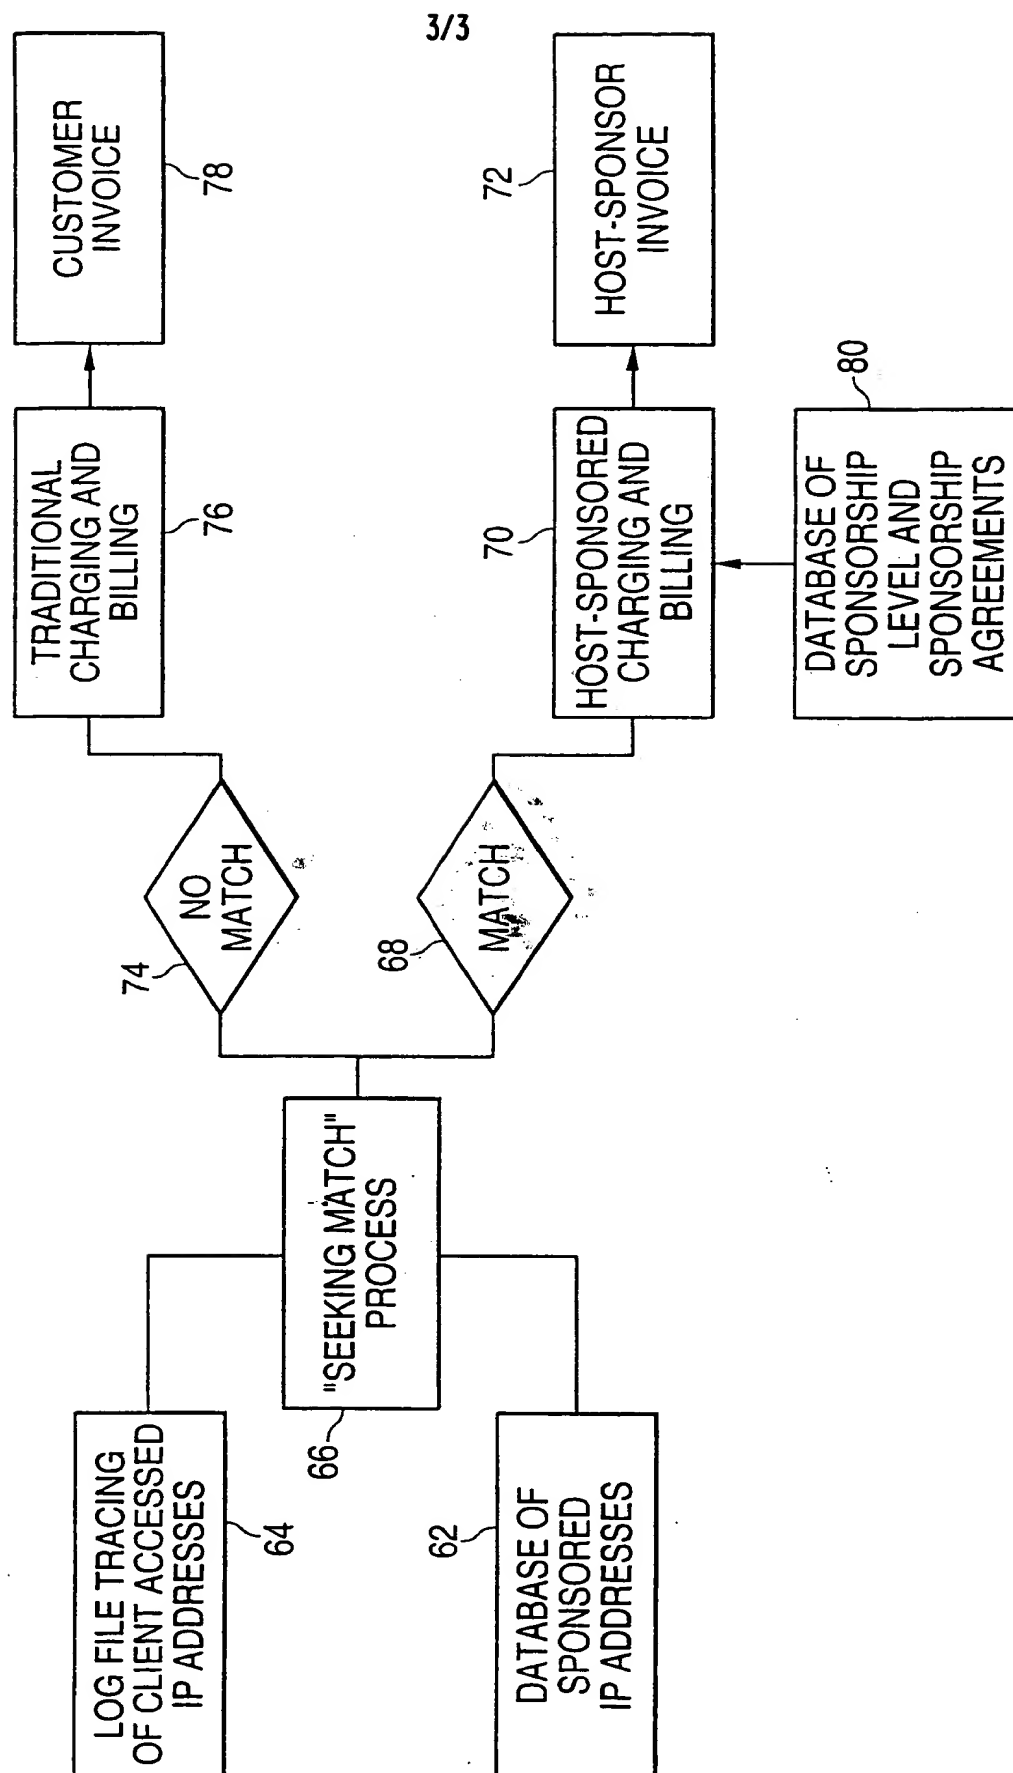 3/3
LOG FILE TRACING
OF CLIENT ACCESSED
IP ADDRESSES
64
DATABASE OF
SPONSORED
IP ADDRESSES
62
"SEEKING MATCH"
PROCESS
66
NO
MATCH
74
MATCH
68
TRADITIONAL
CHARGING AND
BILLING
76
HOST-SPONSORED
CHARGING AND
BILLING
70
DATABASE OF
SPONSORSHIP
LEVEL AND
SPONSORSHIP
AGREEMENTS
80
CUSTOMER
INVOICE
78
HOST-SPONSOR
INVOICE
72